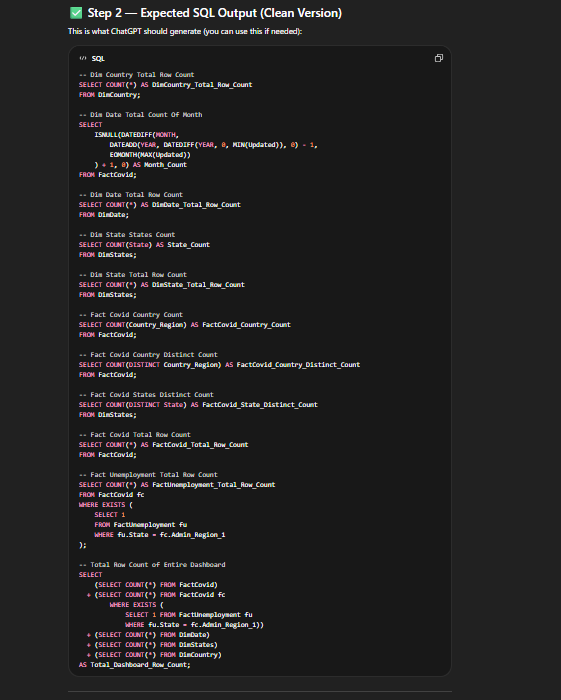 ✅ Step 2 — Expected SQL Output (Clean Version)
This is what ChatGPT should generate (you can use this if needed):
</> SQL
-- Dim Country Total Row Count
SELECT COUNT(*) AS DimCountry_Total_Row_Count
FROM DimCountry;
-- Dim Date Total Count Of Month
SELECT
ISNULL(DATEDIFF(MONTH,
DATEADD(YEAR, DATEDIFF(YEAR, 0, MIN(Updated)), 0) - 1,
EOMONTH(MAX(Updated))
) + 1, 0) AS Month_Count
FROM FactCovid;
-- Dim Date Total Row Count
SELECT COUNT(*) AS DimDate_Total_Row_Count
FROM DimDate;
-- Dim State States Count
SELECT COUNT(State) AS State_Count
FROM DimStates;
-- Dim State Total Row Count
SELECT COUNT(*) AS DimState_Total_Row_Count
FROM DimStates;
-- Fact Covid Country Count
SELECT COUNT(Country_Region) AS FactCovid_Country_Count
FROM FactCovid;
-- Fact Covid Country Distinct Count
SELECT COUNT(DISTINCT Country_Region) AS FactCovid_Country_Distinct_Count
FROM FactCovid;
-- Fact Covid States Distinct Count
SELECT COUNT(DISTINCT State) AS FactCovid_State_Distinct_Count
FROM DimStates;
-- Fact Covid Total Row Count
SELECT COUNT(*) AS FactCovid_Total_Row_Count
FROM FactCovid;
-- Fact Unemployment Total Row Count
SELECT COUNT(*) AS FactUnemployment_Total_Row_Count
FROM FactCovid fc
WHERE EXISTS (
SELECT 1
FROM FactUnemployment fu
WHERE fu.State = fc.Admin_Region_1
);
-- Total Row Count of Entire Dashboard
SELECT
(SELECT COUNT(*) FROM FactCovid)
+ (SELECT COUNT(*) FROM FactCovid fc
WHERE EXISTS (
SELECT 1 FROM FactUnemployment fu
WHERE fu.State = fc.Admin_Region_1))
+ (SELECT COUNT(*) FROM DimDate)
+ (SELECT COUNT(*) FROM DimStates)
+ (SELECT COUNT(*) FROM DimCountry)
AS Total_Dashboard_Row_Count;